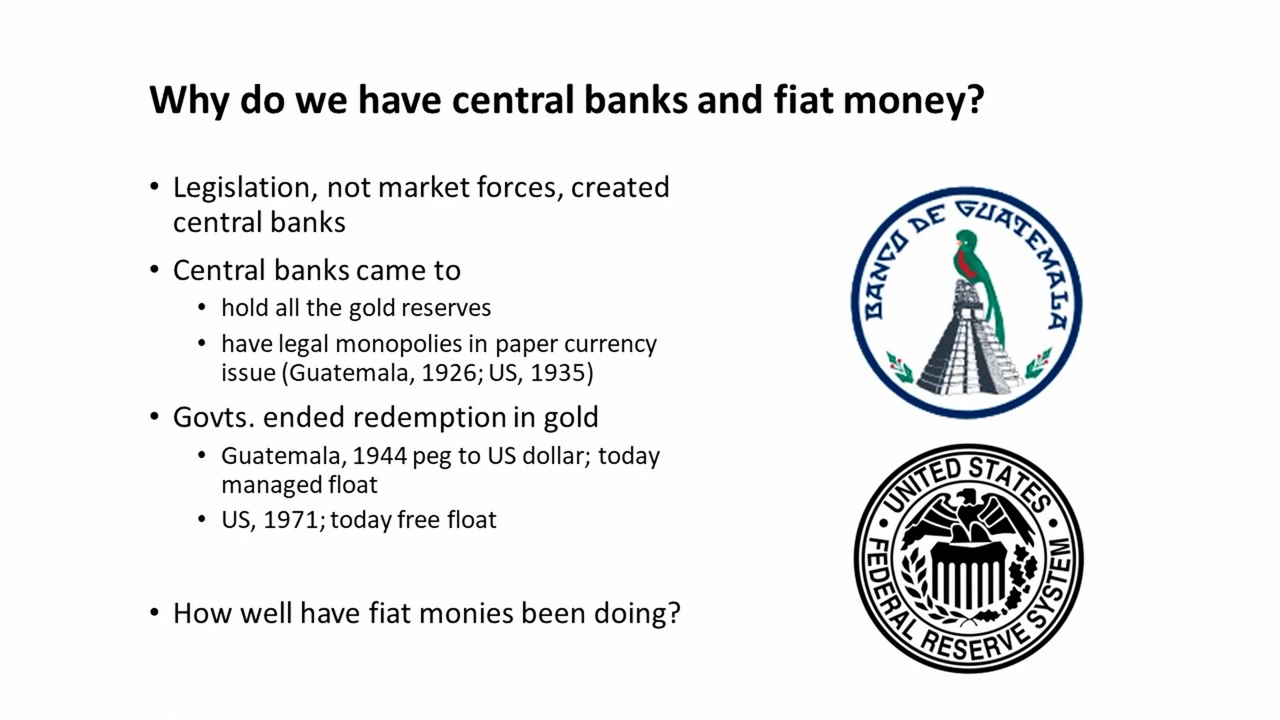 Why do we have central banks and fiat money?
• Legislation, not market forces, created
central banks
• Central banks came to
• hold all the gold reserves
• have legal monopolies in paper currency
issue (Guatemala, 1926; US, 1935)
• Govts. ended redemption in gold
• Guatemala, 1944 peg to US dollar; today
managed float
• US, 1971; today free float
• How well have fiat monies been doing?
BANCO DE GUATEMALA
• UNITED STATES •
FEDERAL RESERVE SYSTEM